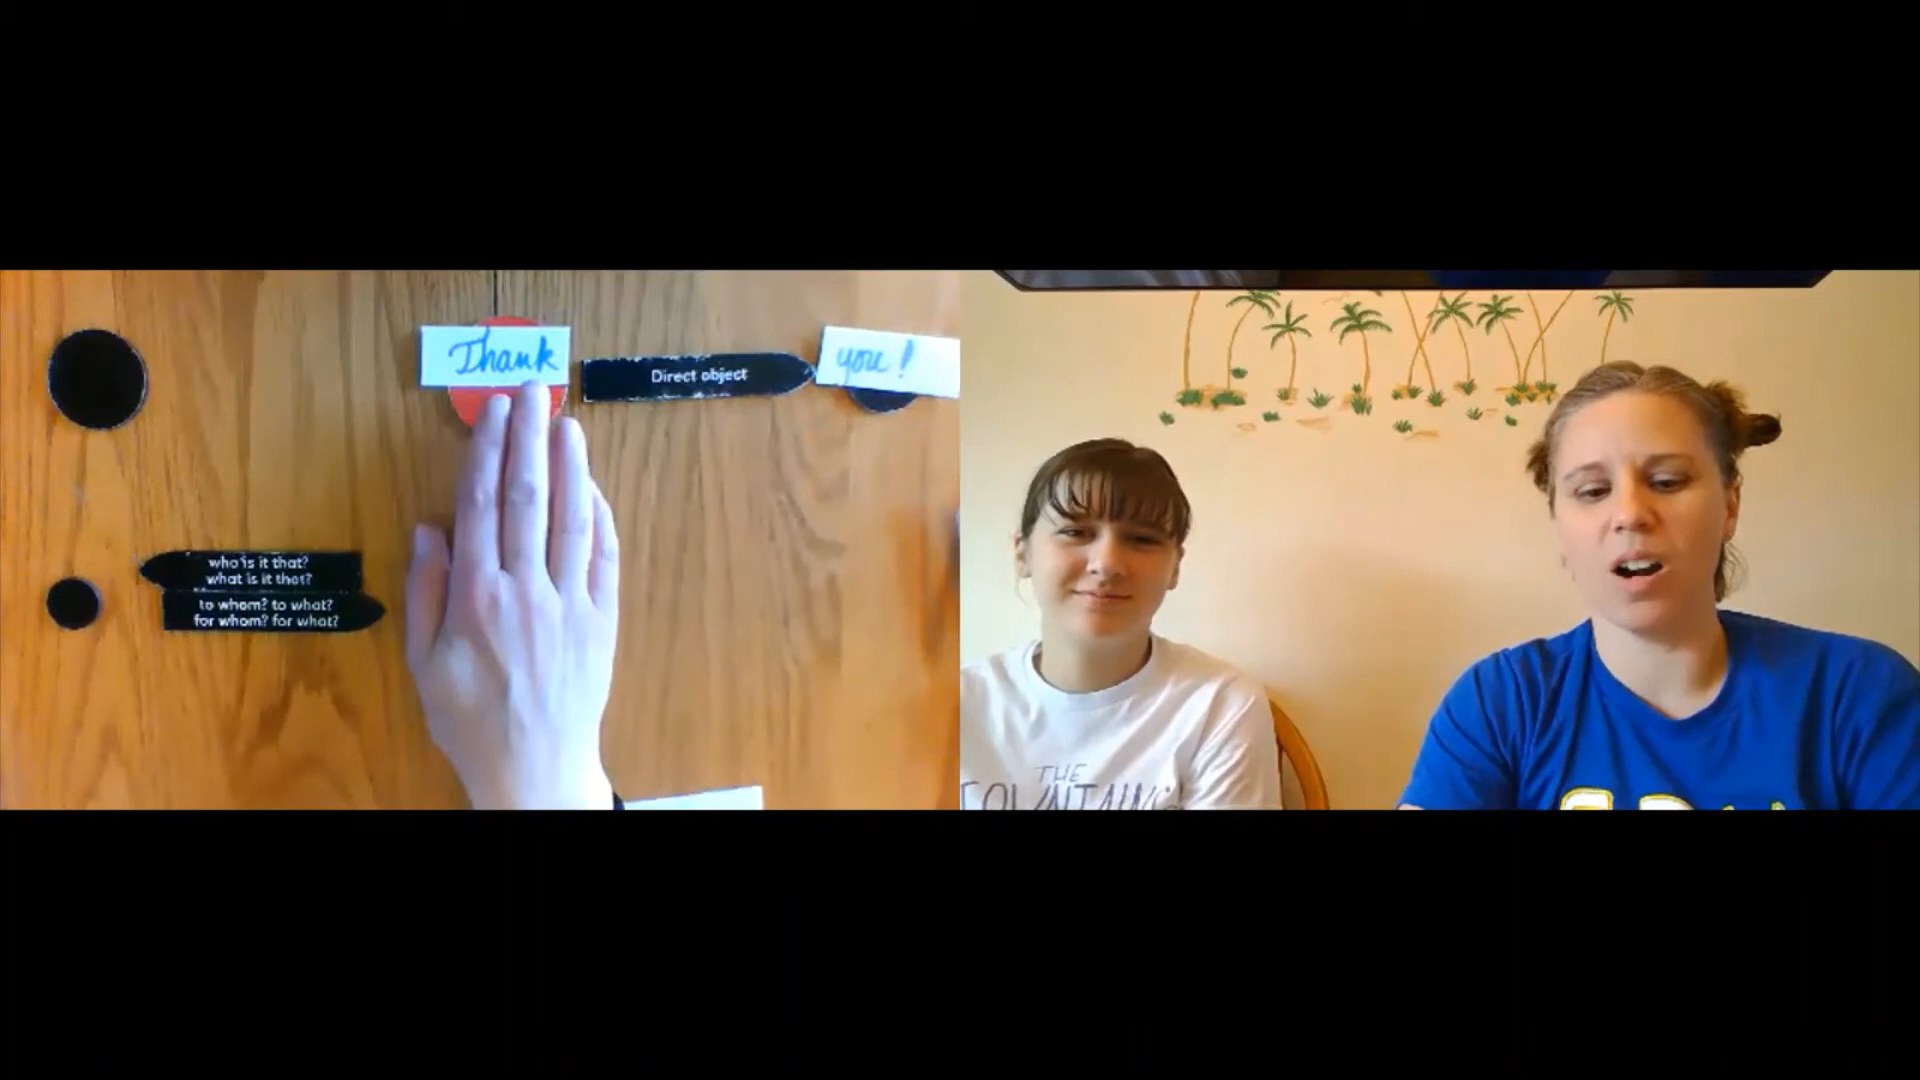 Thank
Direct object
you!
who is it that?
what is it that?
to whom? to what?
for whom? for what?
THE